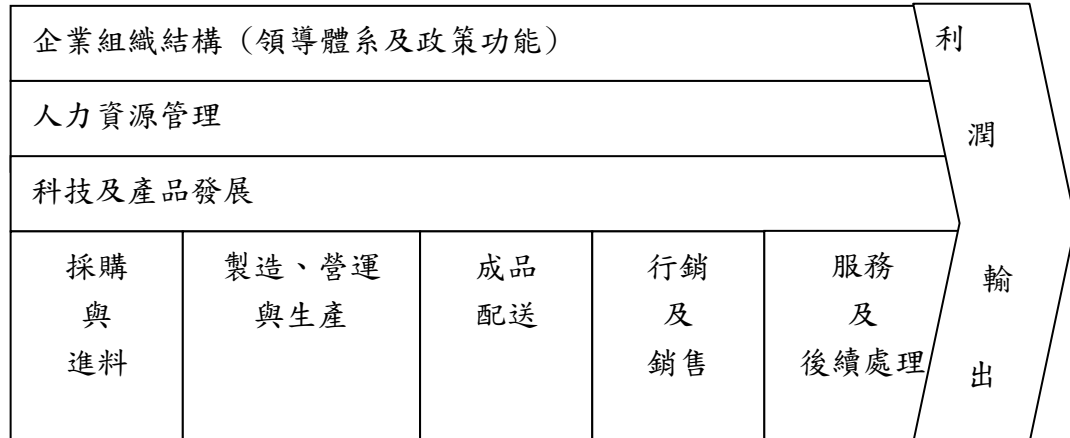 企業組織結構（領導體系及政策功能）
人力資源管理
科技及產品發展
採購
與
進料
製造、營運
與生產
成品
配送
行銷
及
銷售
服務
及
後續處理
利
潤
輸
出